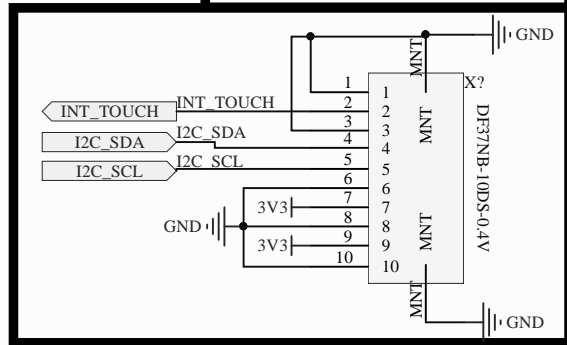 MNT
GND
X?
1 1
INT_TOUCH INT_TOUCH 2 2
MNT
3 3
I2C_SDA I2C_SDA 4 4
I2C_SCL I2C_SCL 5 5
6 6
3V3 7 7
GND 8 8
3V3 9 9
MNT
10 10
DF37NB-10DS-0.4V
MNT
GND